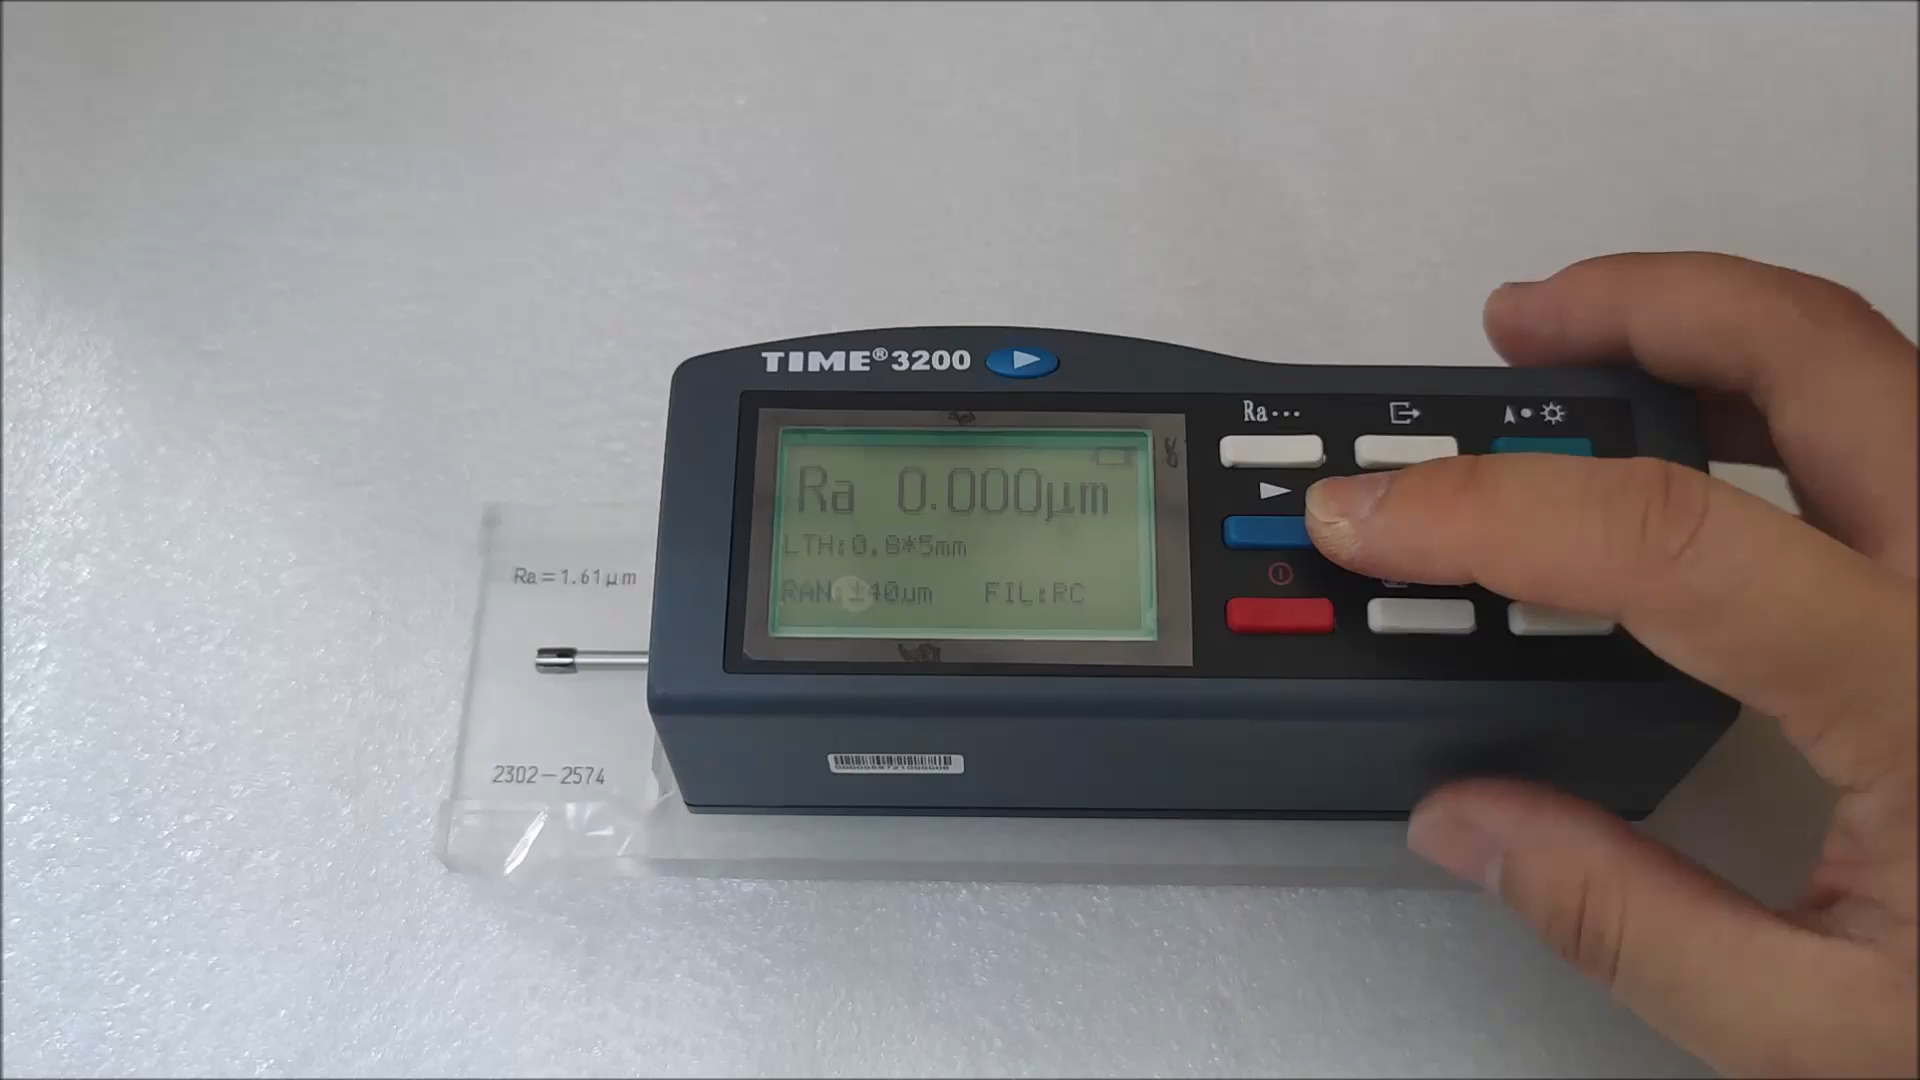 TIME®3200
Ra···
Ra 0.000µm
LTH:0.8*5mm
RAN:±40um FIL:RC
Ra=1.61µm
2302-2574